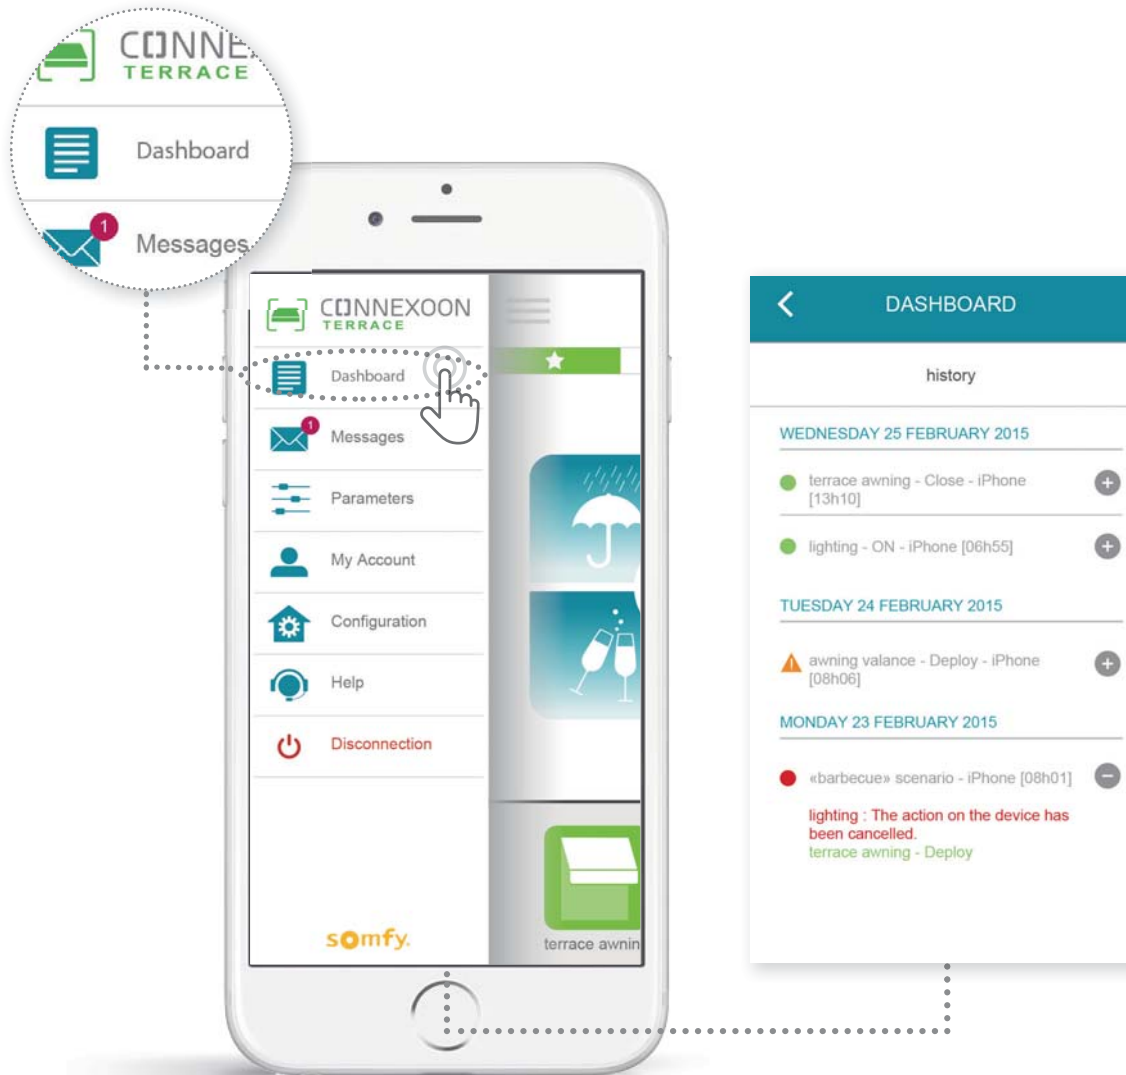 CONNEX
TERRACE
Dashboard
1
Messages
CONNEXOON
TERRACE
Dashboard
1
Messages
Parameters
My Account
Configuration
Help
Disconnection
somfy.
terrace awnin
DASHBOARD
history
WEDNESDAY 25 FEBRUARY 2015
terrace awning - Close - iPhone
[13h10]
lighting - ON - iPhone [06h55]
TUESDAY 24 FEBRUARY 2015
awning valance - Deploy - iPhone
[08h06]
MONDAY 23 FEBRUARY 2015
«barbecue» scenario - iPhone [08h01]
lighting : The action on the device has
been cancelled.
terrace awning - Deploy